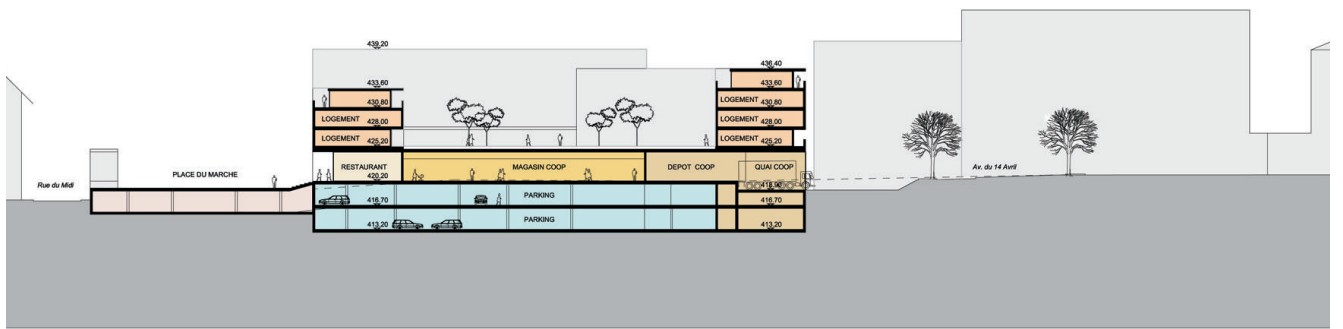 439.20
436.40
433.60
433.60
LOGEMENT 430.80
430.80
LOGEMENT 428.00
LOGEMENT 428.00
LOGEMENT 425.20
LOGEMENT 425.20
RESTAURANT
MAGASIN COOP
DEPOT COOP
QUAI COOP
Av. du 14 Avril
PLACE DU MARCHE
420.20
Rue du Midi
418.90
PARKING
416.70
416.70
PARKING
413.20
413.20